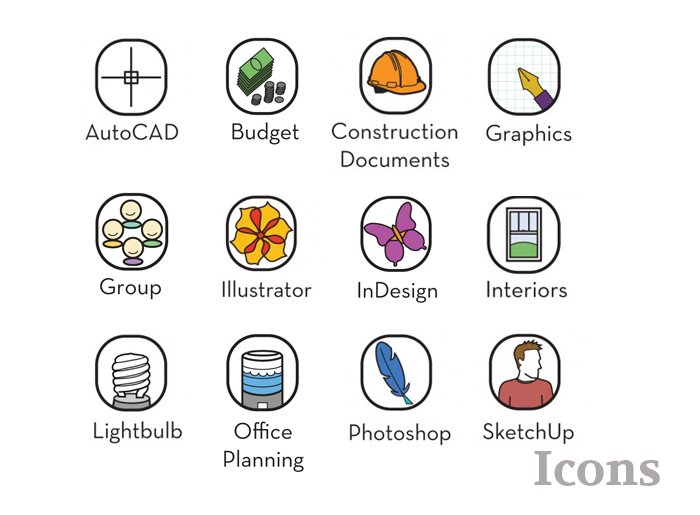 AutoCAD
Budget
Construction
Documents
Graphics
Group
Illustrator
InDesign
Interiors
Lightbulb
Office
Planning
Photoshop
SketchUp
Icons